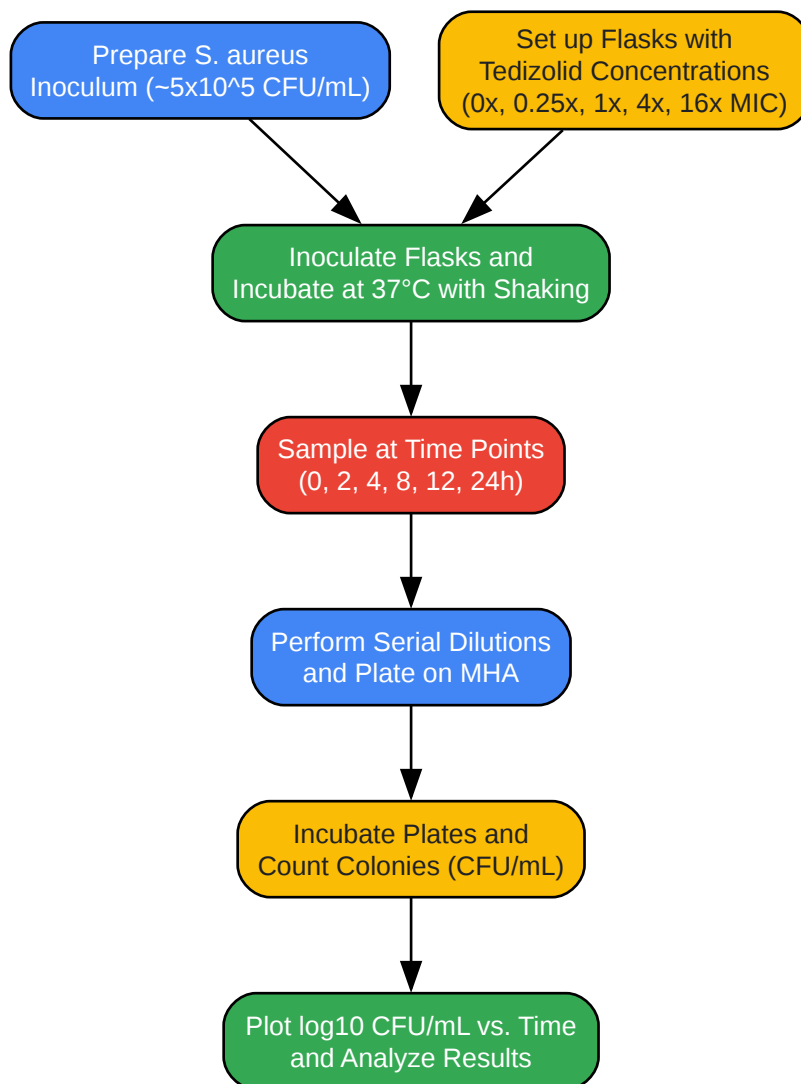 Prepare S. aureus
Inoculum (~5x10^5 CFU/mL)
Set up Flasks with
Tedizolid Concentrations
(0x, 0.25x, 1x, 4x, 16x MIC)
Inoculate Flasks and
Incubate at 37°C with Shaking
Sample at Time Points
(0, 2, 4, 8, 12, 24h)
Perform Serial Dilutions
and Plate on MHA
Incubate Plates and
Count Colonies (CFU/mL)
Plot log10 CFU/mL vs. Time
and Analyze Results